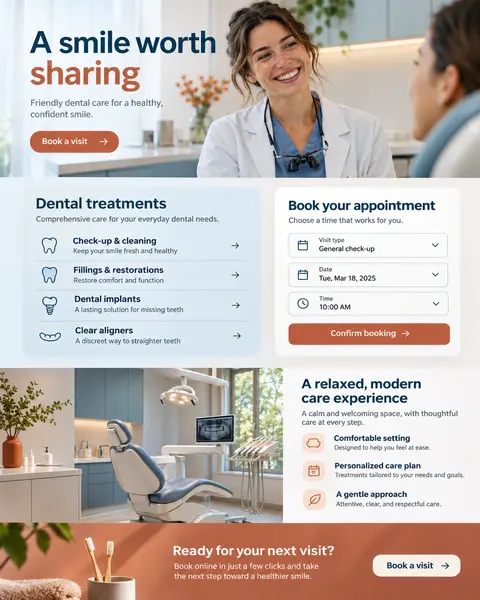 A smile worth
sharing
Friendly dental care for a healthy,
confident smile.
Book a visit
Dental treatments
Comprehensive care for your everyday dental needs.
Check-up & cleaning
Keep your smile fresh and healthy
Fillings & restorations
Restore comfort and function
Dental implants
A lasting solution for missing teeth
Clear aligners
A discreet way to straighter teeth
Book your appointment
Choose a time that works for you.
Visit type
General check-up
Date
Tue, Mar 18, 2025
Time
10:00 AM
Confirm booking
A relaxed, modern
care experience
A calm and welcoming space, with thoughtful
care at every step.
Comfortable setting
Designed to help you feel at ease.
Personalized care plan
Treatments tailored to your needs and goals.
A gentle approach
Attentive, clear, and respectful care.
Ready for your next visit?
Book online in just a few clicks and take
the next step toward a healthier smile.
Book a visit